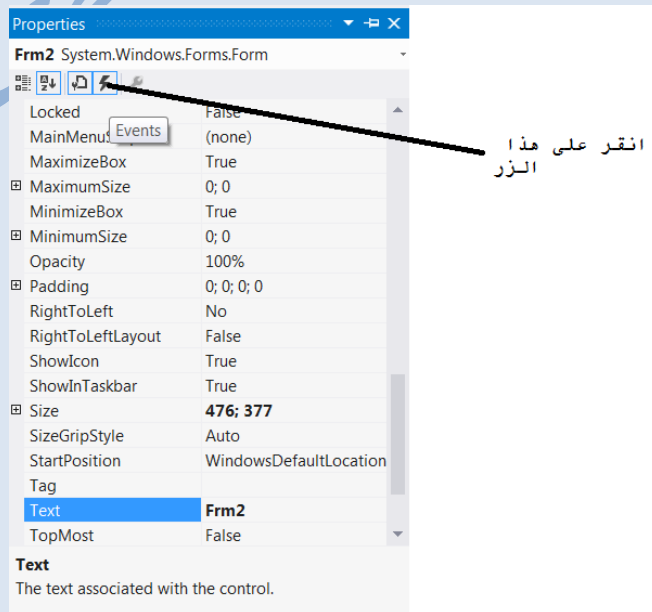 Properties
Frm2 System.Windows.Forms.Form
Locked False
Events
MainMenuS (none)
MaximizeBox True
MaximumSize 0; 0
MinimizeBox True
MinimumSize 0; 0
Opacity 100%
Padding 0; 0; 0; 0
RightToLeft No
RightToLeftLayout False
ShowIcon True
ShowInTaskbar True
Size 476; 377
SizeGripStyle Auto
StartPosition WindowsDefaultLocation
Tag
Text Frm2
TopMost False
Text
The text associated with the control.
انقر على هذا
الزر